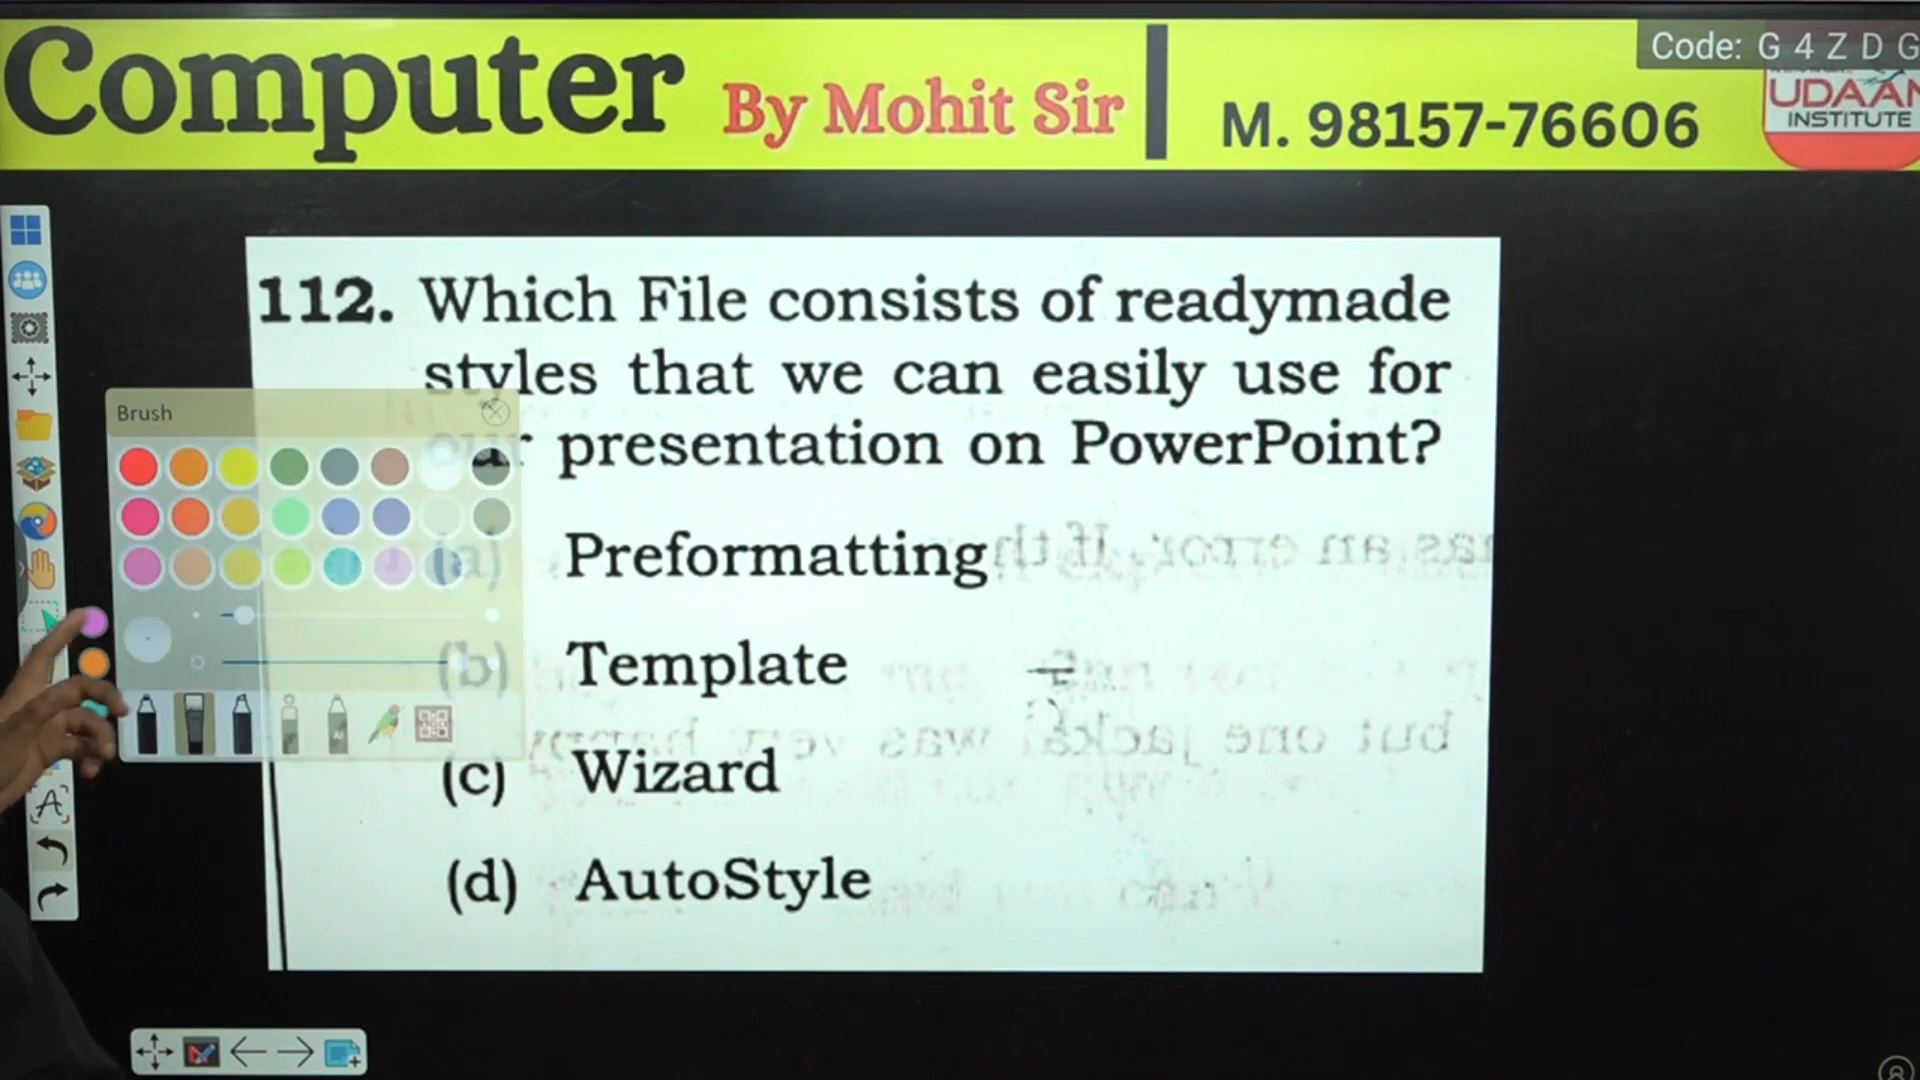 Computer By Mohit Sir M. 98157-76606
Code: G 4 Z D G
UDAAN
INSTITUTE
112. Which File consists of readymade
styles that we can easily use for
our presentation on PowerPoint?
Brush
(a) Preformatting
(b) Template
(c) Wizard
(d) AutoStyle